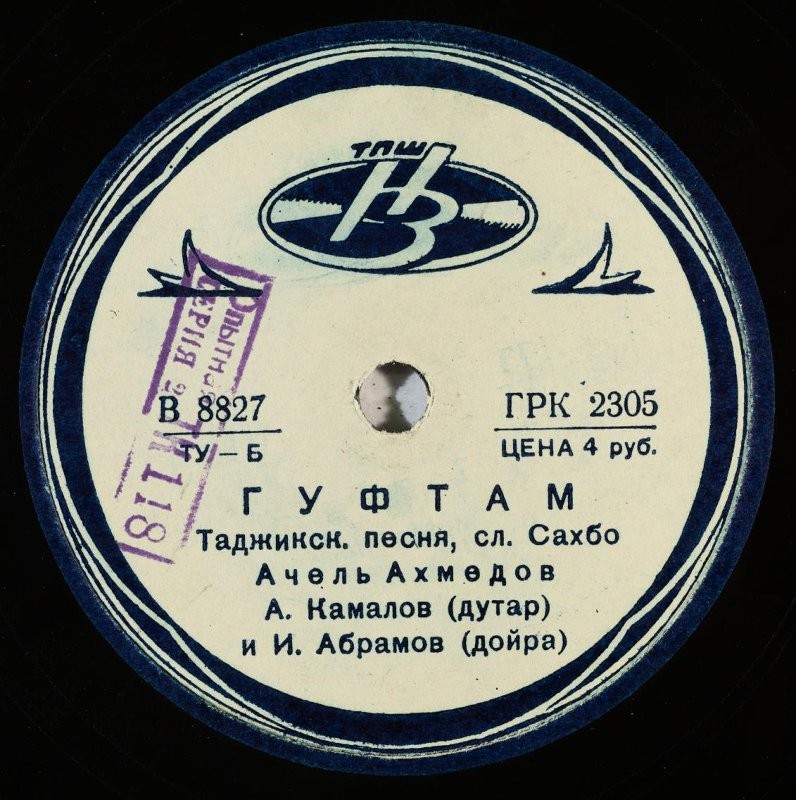 ТПШ
НЗ
Опытная
СЕРИЯ 2
118
В 8827
ТУ — Б
ГРК 2305
ЦЕНА 4 руб.
ГУФТАМ
Таджикск. песня, сл. Сахбо
Ачель Ахмедов
А. Камалов (дутар)
и И. Абрамов (дойра)